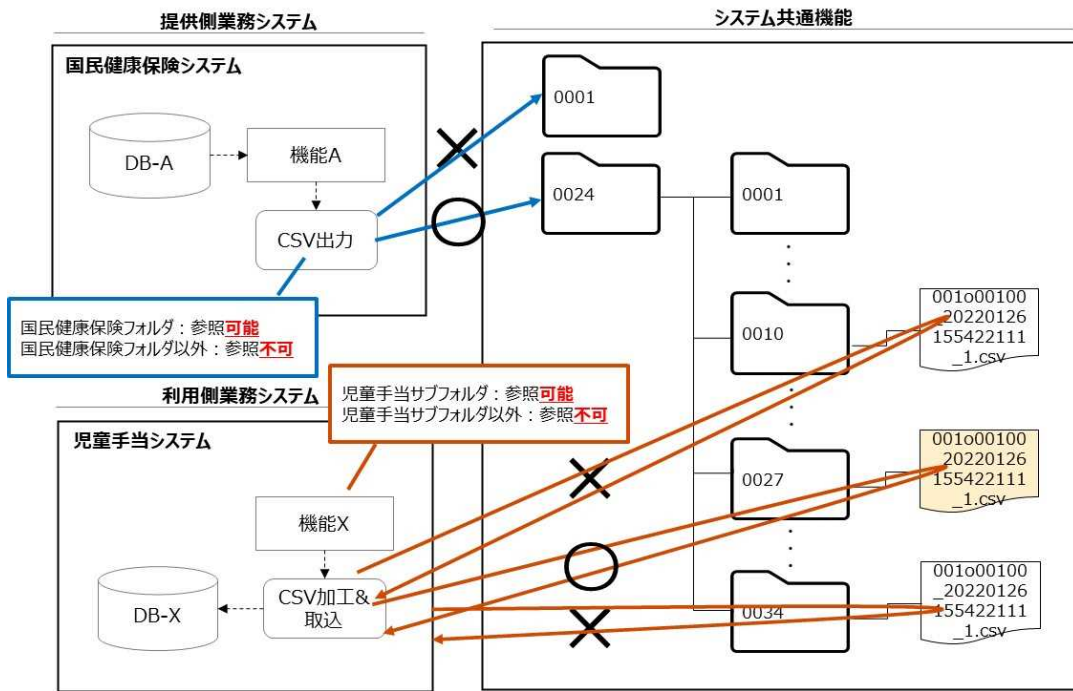 提供側業務システム
システム共通機能
国民健康保険システム
DB-A
機能A
CSV出力
国民健康保険フォルダ：参照可能
国民健康保険フォルダ以外：参照不可
0001
0024
0001
0010
001o00100
_20220126
155422111
_1.csv
利用側業務システム
児童手当サブフォルダ：参照可能
児童手当サブフォルダ以外：参照不可
児童手当システム
機能X
CSV加工&
取込
DB-X
0027
001o00100
_20220126
155422111
_1.csv
0034
001o00100
_20220126
155422111
_1.csv